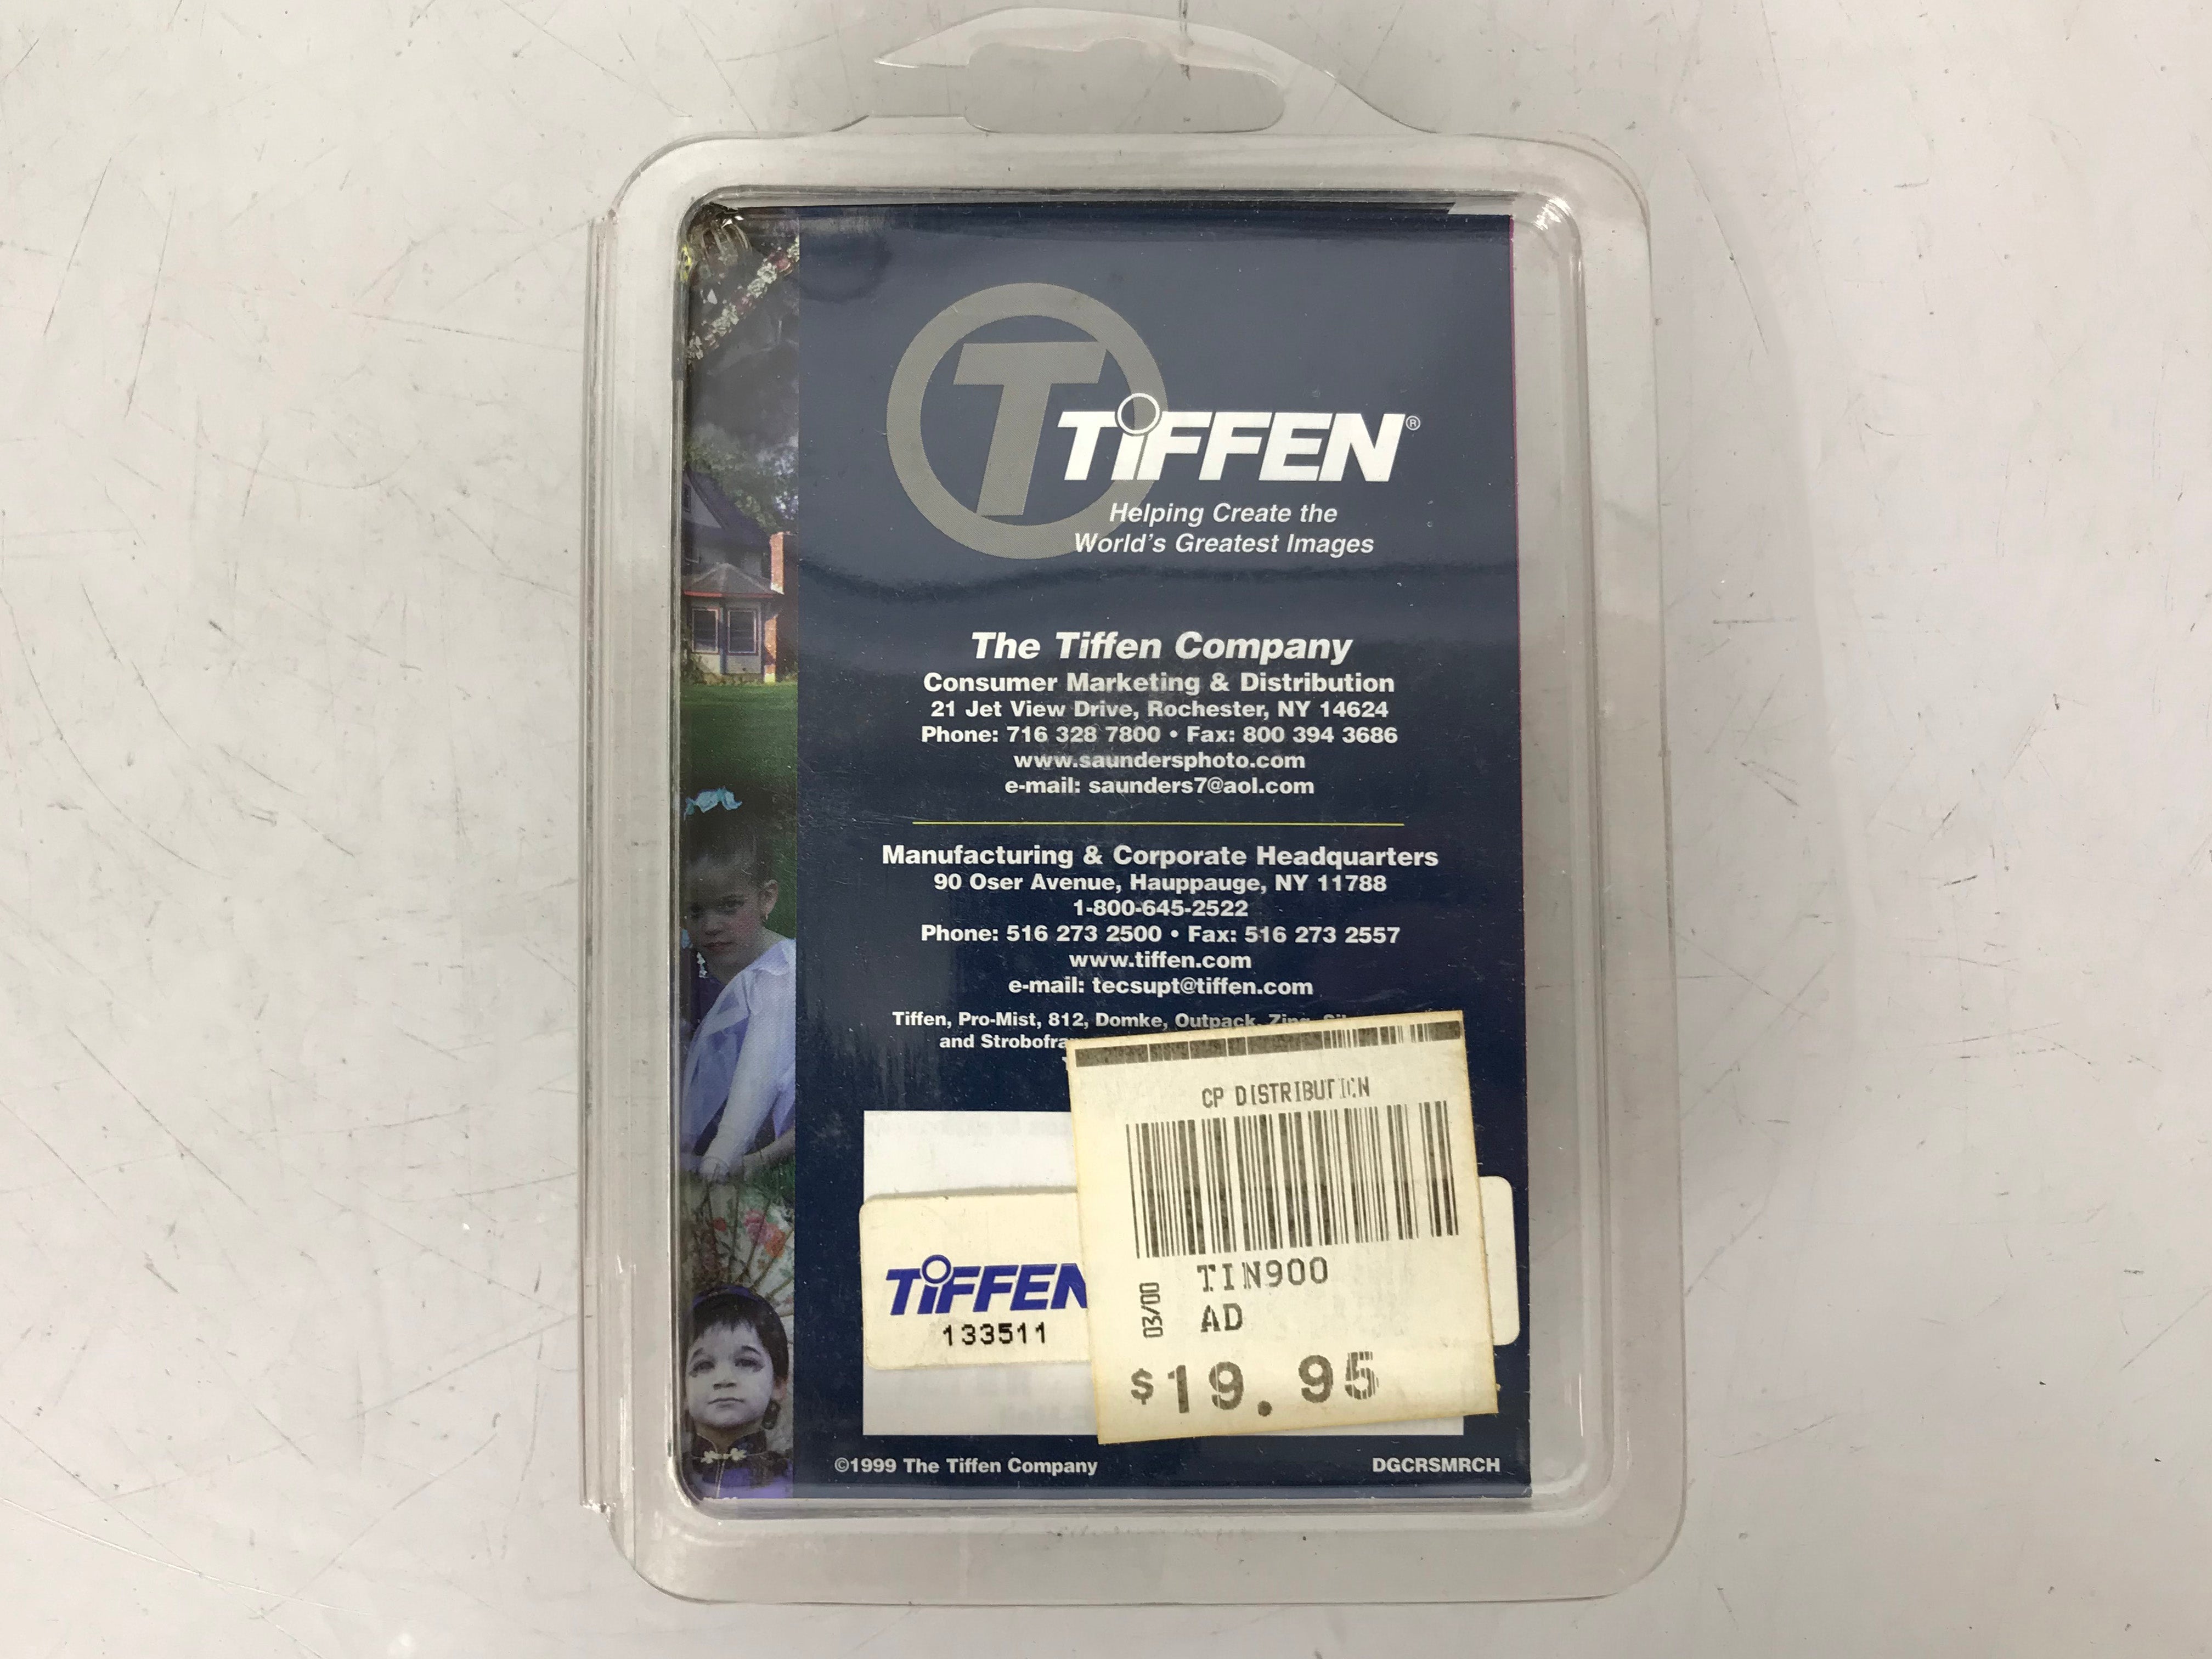 T
TiFFEN®
Helping Create the
World's Greatest Images
The Tiffen Company
Consumer Marketing & Distribution
21 Jet View Drive, Rochester, NY 14624
Phone: 716 328 7800 • Fax: 800 394 3686
www.saundersphoto.com
e-mail: saunders7@aol.com
Manufacturing & Corporate Headquarters
90 Oser Avenue, Hauppauge, NY 11788
1-800-645-2522
Phone: 516 273 2500 • Fax: 516 273 2557
www.tiffen.com
e-mail: tecsupt@tiffen.com
Tiffen, Pro-Mist, 812, Domke, Outpack, Zing,
and
CP DISTRIBUTION
TIN900
03/00
AD
$19.95
TiFFEN
133511
©1999 The Tiffen Company
DGCRSMRCH